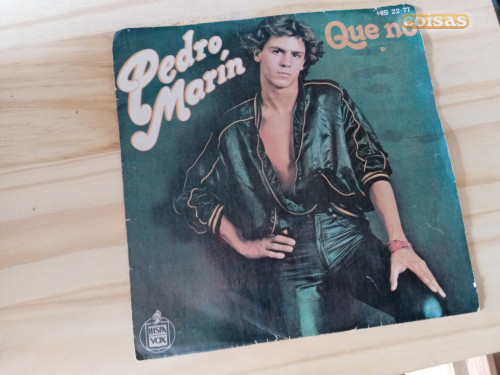 HIS 22-77
coisas
Pedro
Marín
Que no
HISPA
VOX